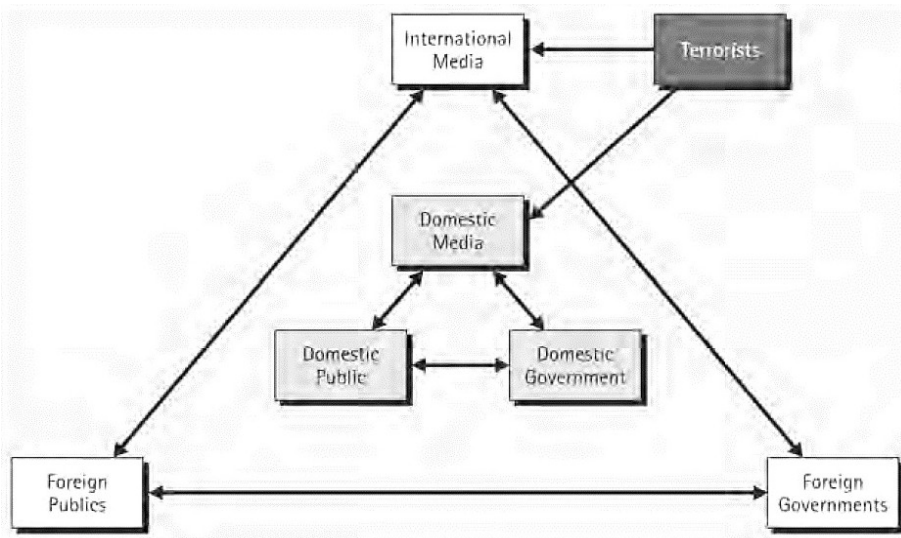 International
Media
Terrorists
Domestic
Media
Domestic
Public
Domestic
Government
Foreign
Publics
Foreign
Governments